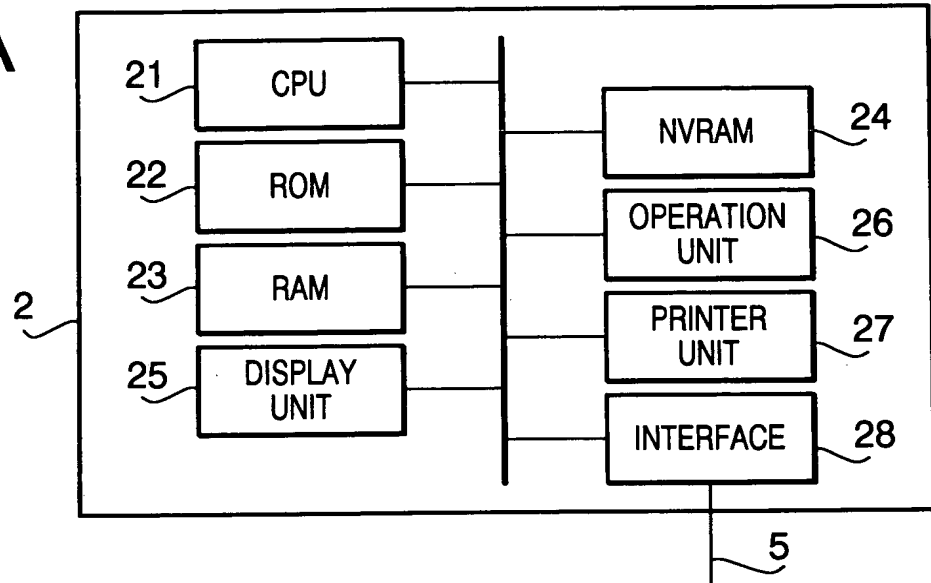 A
21
CPU
22
ROM
23
RAM
25
DISPLAY
UNIT
2
NVRAM
24
OPERATION
UNIT
26
PRINTER
UNIT
27
INTERFACE
28
5